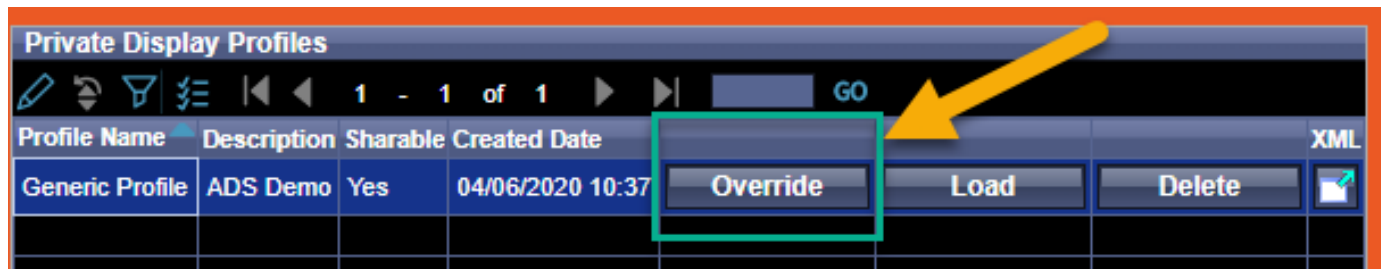 Private Display Profiles
1 - 1 of 1 GO
Profile Name Description Sharable Created Date XML
Generic Profile ADS Demo Yes 04/06/2020 10:37 Override Load Delete